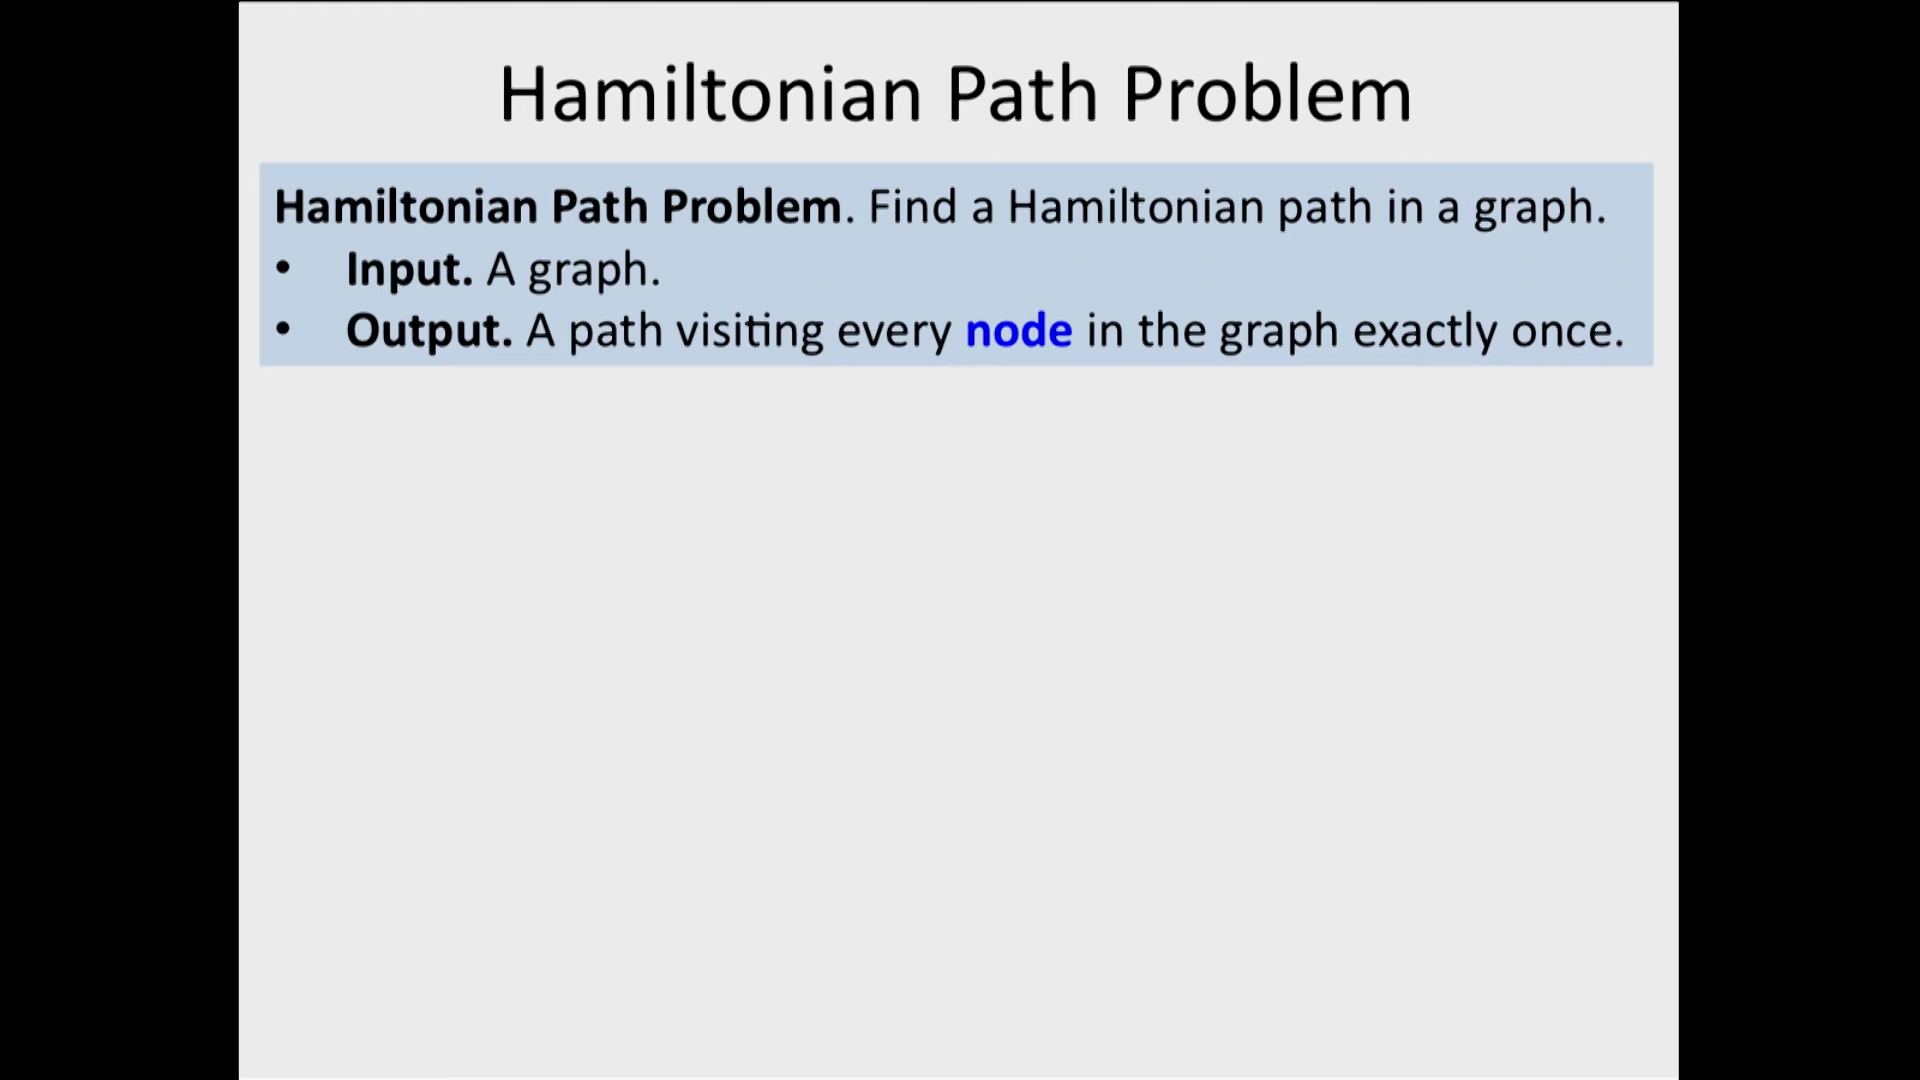 Hamiltonian Path Problem
Hamiltonian Path Problem. Find a Hamiltonian path in a graph.
• Input. A graph.
• Output. A path visiting every node in the graph exactly once.